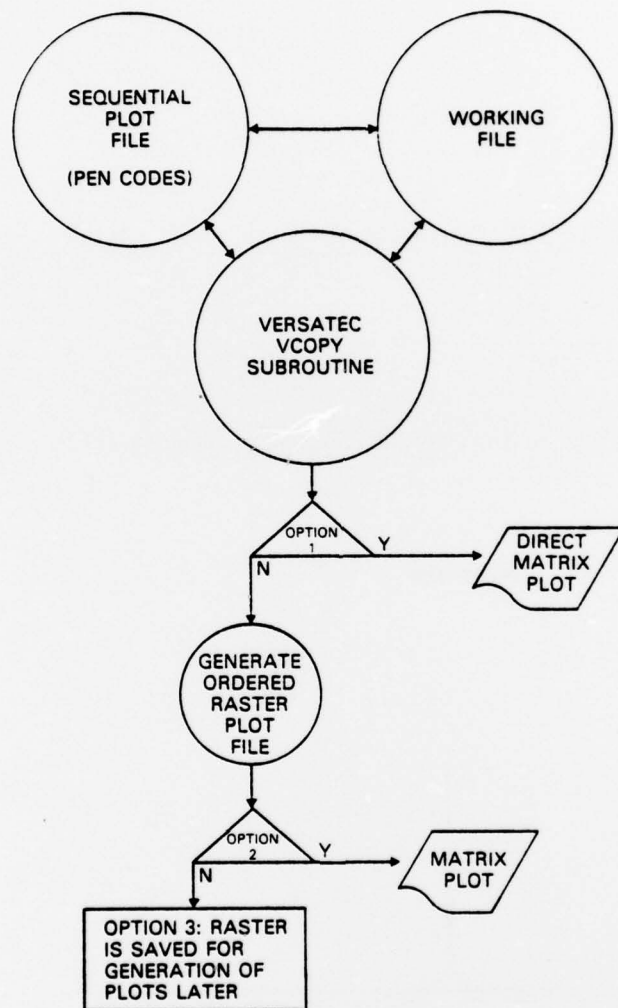 SEQUENTIAL
PLOT
FILE
(PEN CODES)
WORKING
FILE
VERSATEC
VCOPY
SUBROUTINE
OPTION
1
Y
N
DIRECT
MATRIX
PLOT
GENERATE
ORDERED
RASTER
PLOT
FILE
OPTION
2
Y
N
MATRIX
PLOT
OPTION 3: RASTER
IS SAVED FOR
GENERATION OF
PLOTS LATER